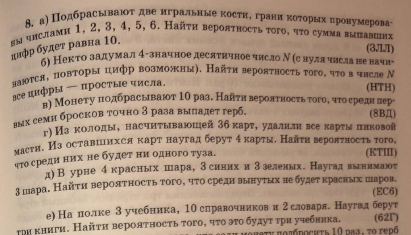 8. а) Подбрасывают две игральные кости, грани которых пронумерова-
ны числами 1, 2, 3, 4, 5, 6. Найти вероятность того, что сумма выпавших
цифр будет равна 10. (ЗЛЛ)
б) Некто задумал 4-значное десятичное число N (с нуля числа не начи-
наются, повторы цифр возможны). Найти вероятность того, что в числе N
все цифры — простые числа. (НТН)
в) Монету подбрасывают 10 раз. Найти вероятность того, что среди пер-
вых семи бросков точно 3 раза выпадет герб. (8ВД)
г) Из колоды, насчитывающей 36 карт, удалили все карты пиковой
масти. Из оставшихся карт наугад берут 4 карты. Найти вероятность того,
что среди них не будет ни одного туза. (КТШ)
д) В урне 4 красных шара, 3 синих и 3 зеленых. Наугад вынимают
3 шара. Найти вероятность того, что среди вынутых не будет красных шаров.
(ЕС6)
е) На полке 3 учебника, 10 справочников и 2 словаря. Наугад берут
три книги. Найти вероятность того, что это будут три учебника. (62Г)
подбросить 10 раз, то герб